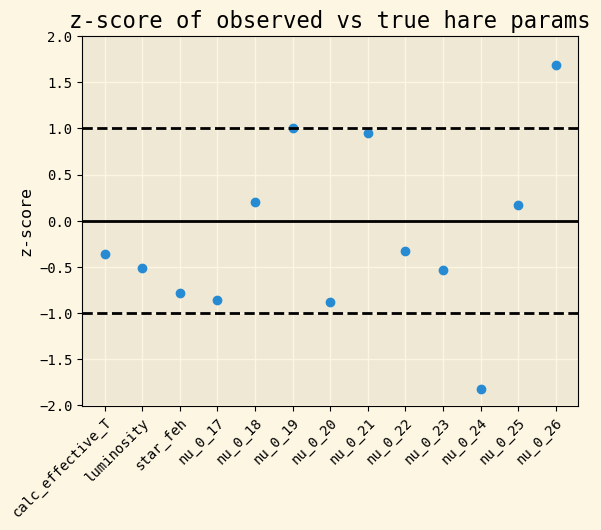 z-score of observed vs true hare params
2.0
1.5
1.0
0.5
0.0
−0.5
−1.0
−1.5
−2.0
z-score
calc_effective_T
luminosity
star_feh
nu_0_17
nu_0_18
nu_0_19
nu_0_20
nu_0_21
nu_0_22
nu_0_23
nu_0_24
nu_0_25
nu_0_26